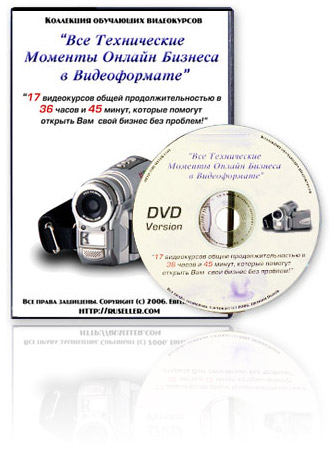 Коллекция обучающих видеокурсов
"Все Технические
Моменты Онлайн Бизнеса
в Видеоформате"
"17 видеокурсов общей продолжительностью в
36 часов и 45 минут, которые помогут
открыть Вам свой бизнес без проблем!"
Все права защищены. Copyright (c) 2006.
HTTP://RUSELLER.COM
"Все Технические
Моменты Онлайн Бизнеса
в Видеоформате"
DVD
Version
"17 видеокурсов общей продолжительностью в
36 часов и 45 минут, которые помогут
открыть Вам свой бизнес без проблем!"